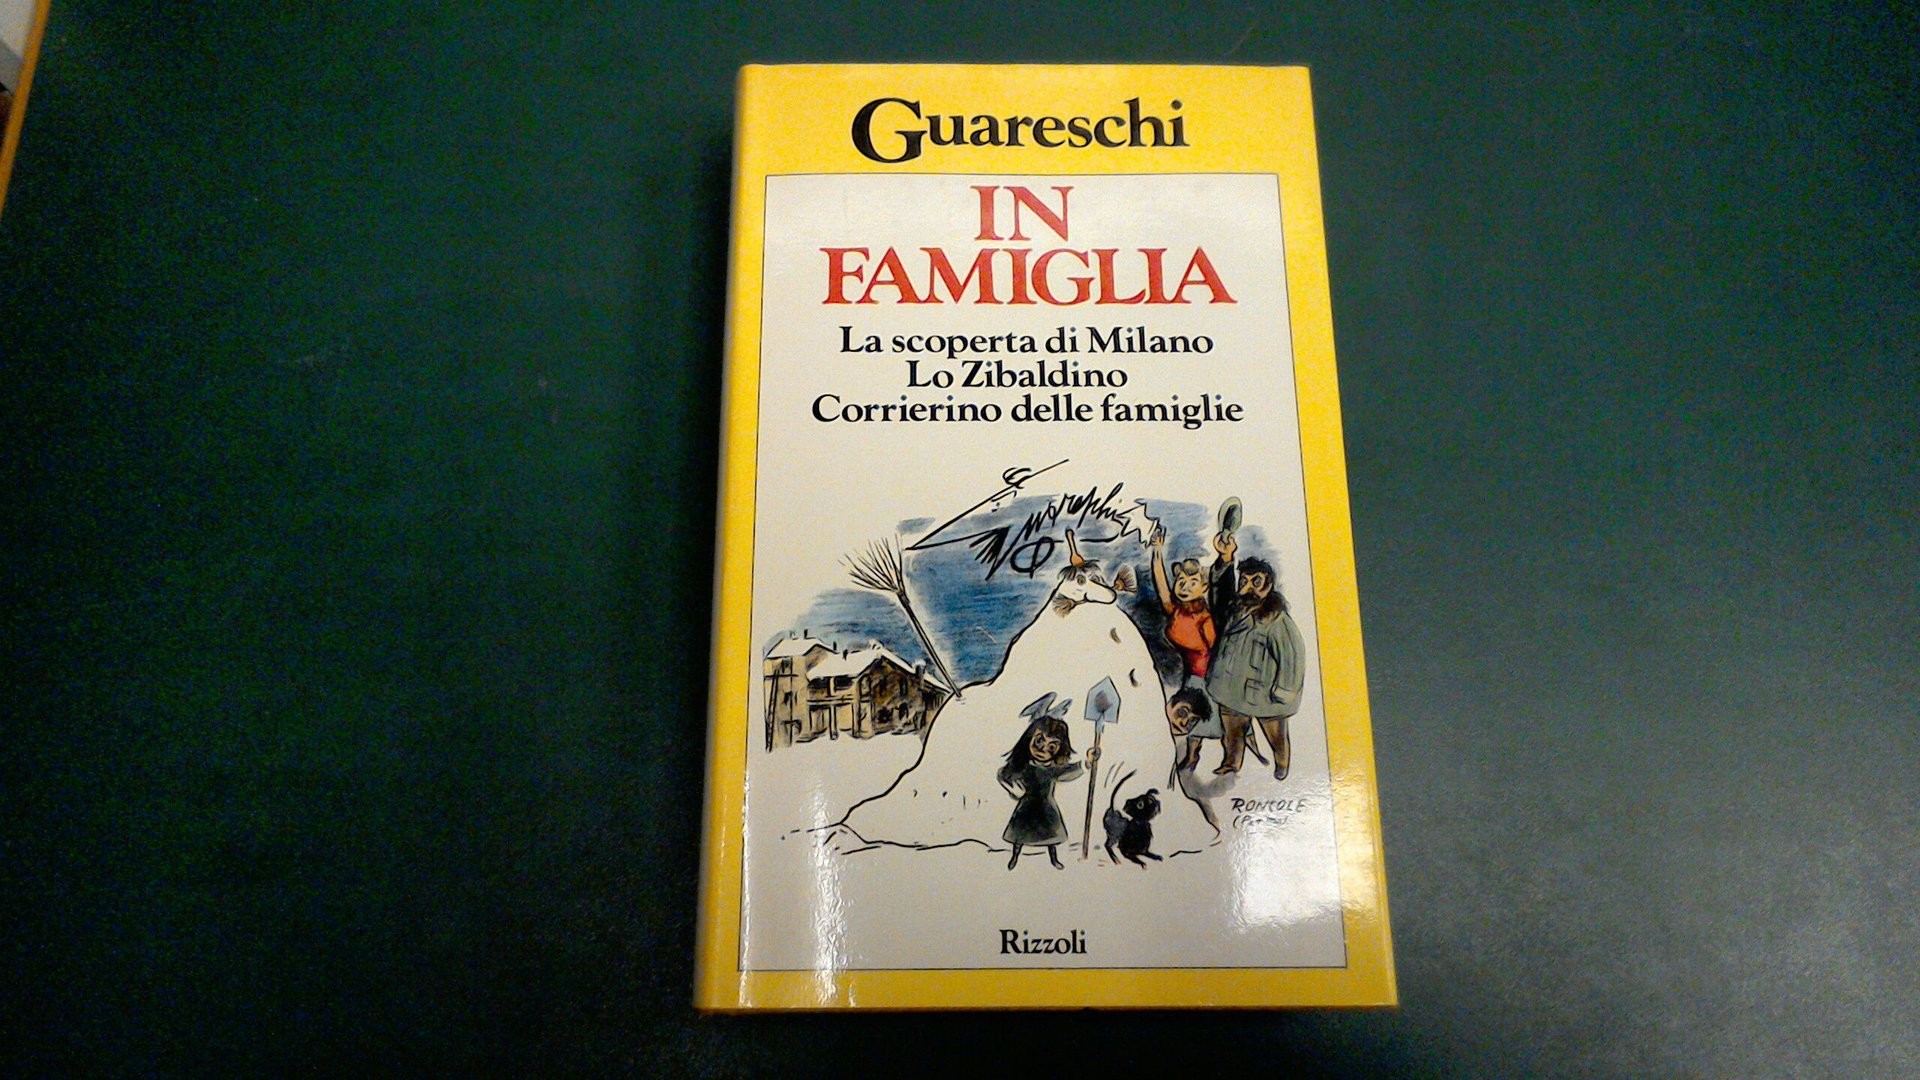 Guareschi
IN
FAMIGLIA
La scoperta di Milano
Lo Zibaldino
Corrierino delle famiglie
RONCOLE
Rizzoli